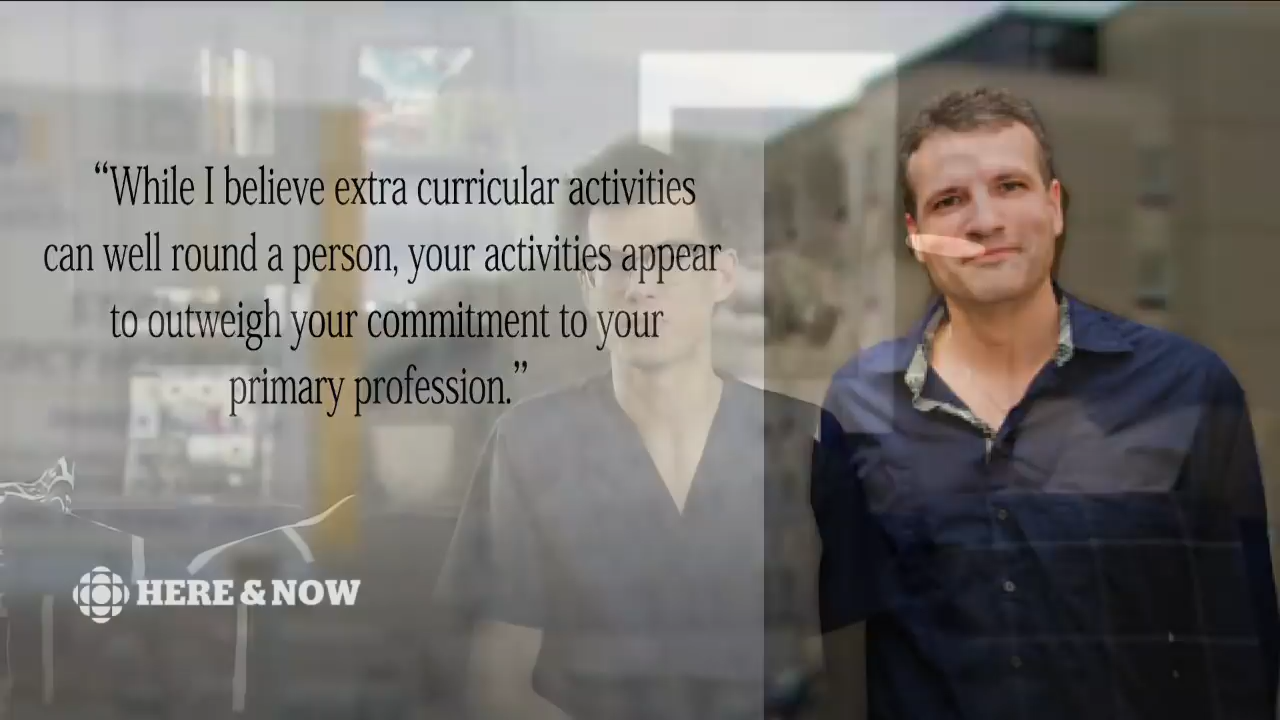 “While I believe extra curricular activities
can well round a person, your activities appear
to outweigh your commitment to your
primary profession.”
HERE & NOW